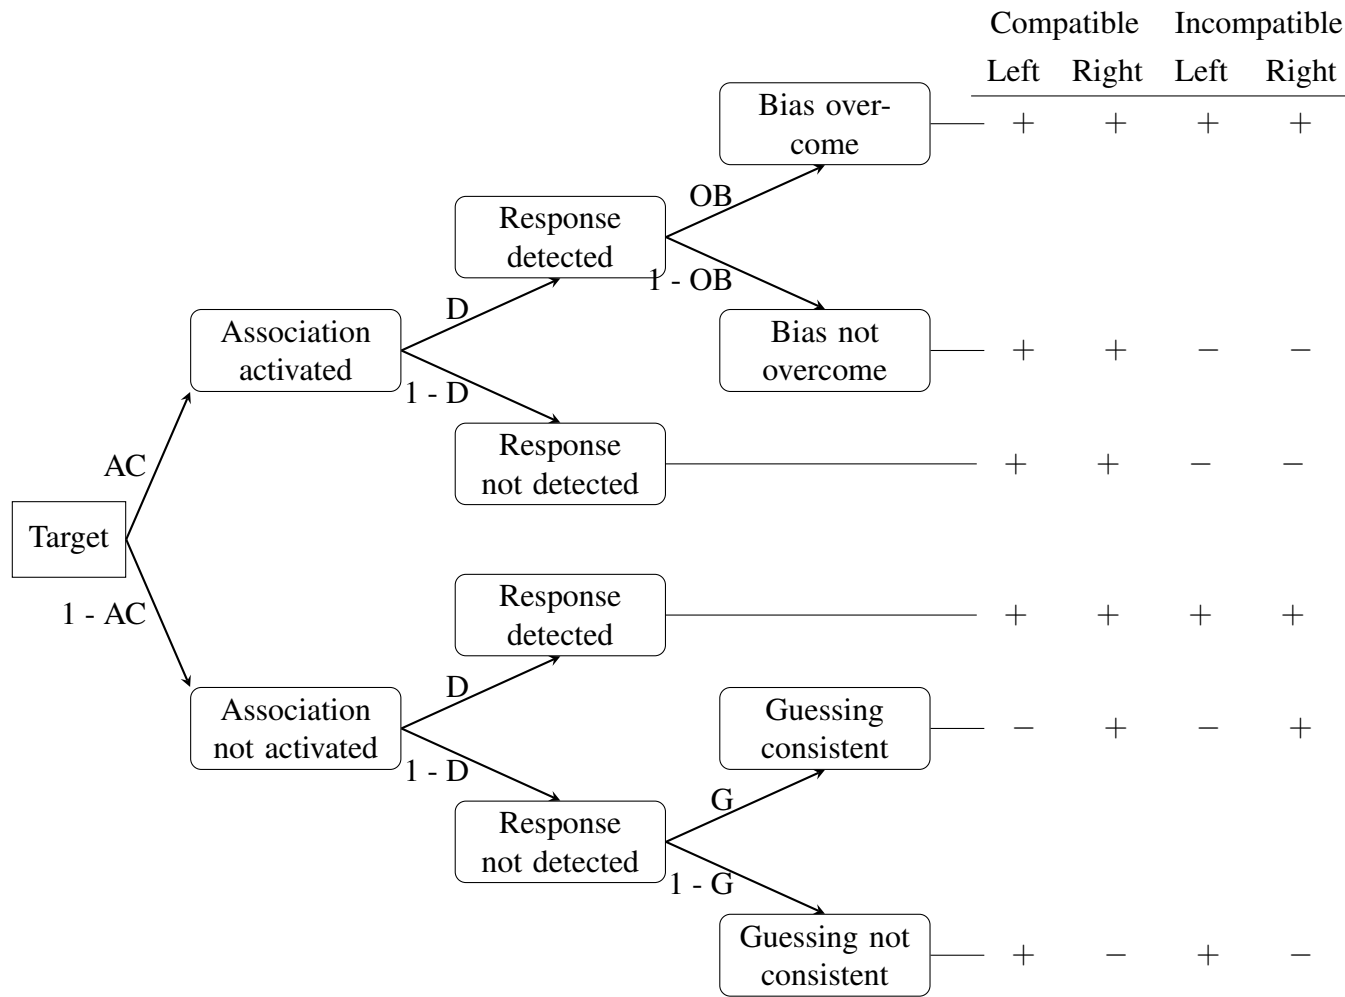 Compatible Incompatible
Left Right Left Right
Bias over-
come
+ + + +
OB
Response
detected
1 - OB
D
Association
activated
Bias not
overcome
+ + − −
1 - D
Response
not detected
+ + − −
AC
Target
1 - AC
Response
detected
+ + + +
D
Association
not activated
Guessing
consistent
− + − +
1 - D
G
Response
not detected
1 - G
Guessing not
consistent
+ − + −